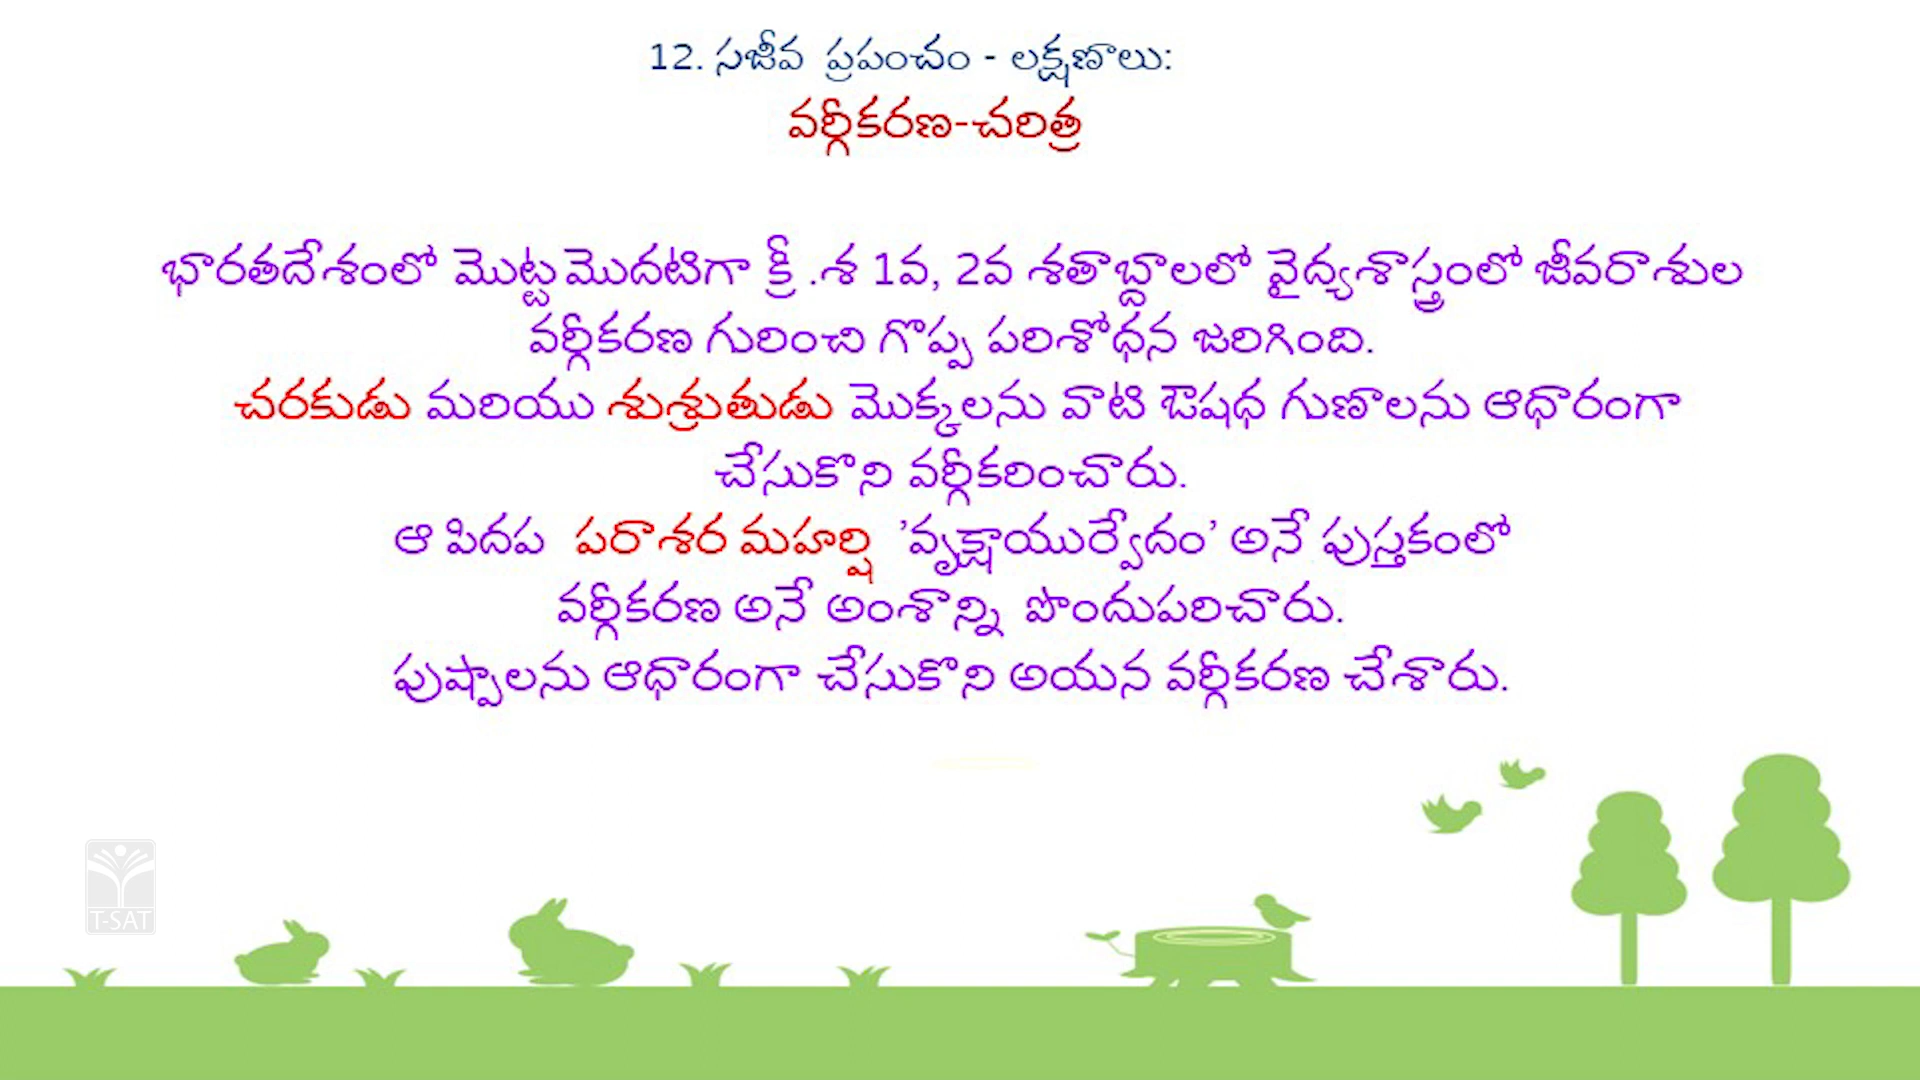 12. సజీవ ప్రపంచం - లక్షణాలు:
వర్గీకరణ-చరిత్ర
భారతదేశంలో మొట్టమొదటిగా క్రీ .శ 1వ, 2వ శతాబ్దాలలో వైద్యశాస్త్రంలో జీవరాశుల
వర్గీకరణ గురించి గొప్ప పరిశోధన జరిగింది.
చరకుడు మరియు శుశ్రుతుడు మొక్కలను వాటి ఔషధ గుణాలను ఆధారంగా
చేసుకొని వర్గీకరించారు.
ఆ పిదప పరాశర మహర్షి 'వృక్షాయుర్వేదం' అనే పుస్తకంలో
వర్గీకరణ అనే అంశాన్ని పొందుపరిచారు.
పుష్పాలను ఆధారంగా చేసుకొని అయన వర్గీకరణ చేశారు.
T-SAT